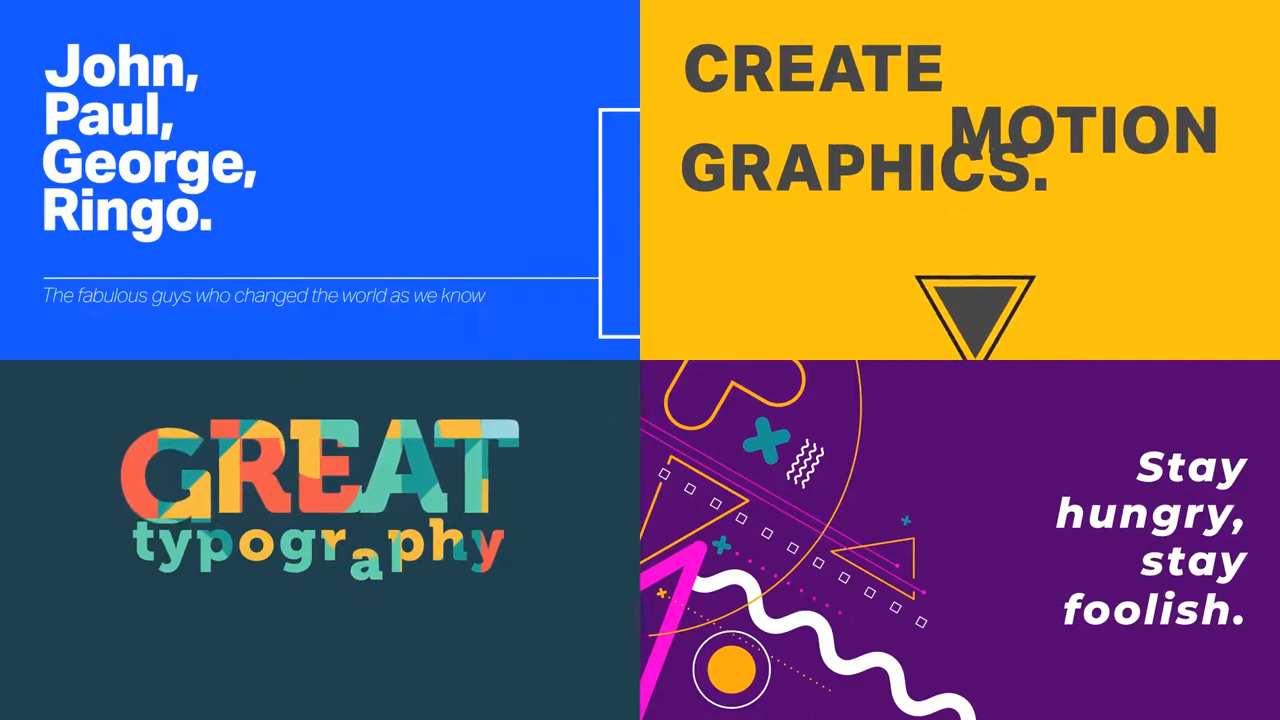 John,
Paul,
George,
Ringo.
The fabulous guys who changed the world as we know
CREATE
MOTION
GRAPHICS.
GREAT
typography
Stay
hungry,
stay
foolish.